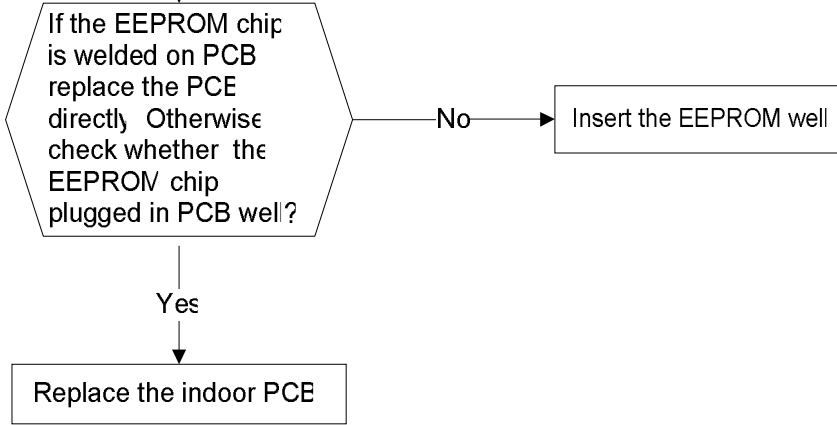 If the EEPROM chip
is welded on PCB
replace the PCB
directly Otherwise
check whether the
EEPROM chip
plugged in PCB well?
No
Insert the EEPROM well
Yes
Replace the indoor PCB